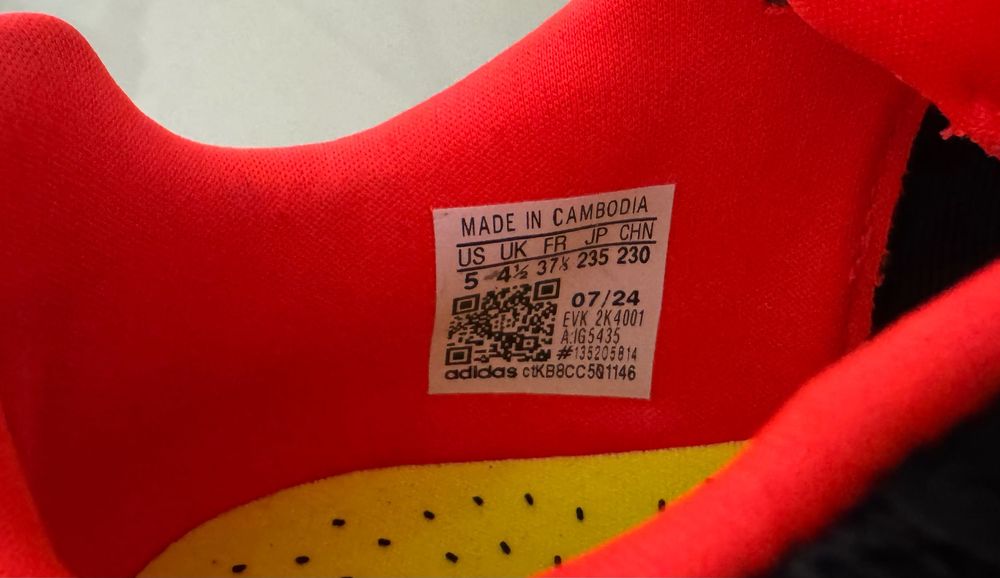 MADE IN CAMBODIA
US UK FR JP CHN
5 4½ 37⅓ 235 230
07/24
EVK 2K4001
A:IG5435
#135205814
adidas ctKB8CC501146